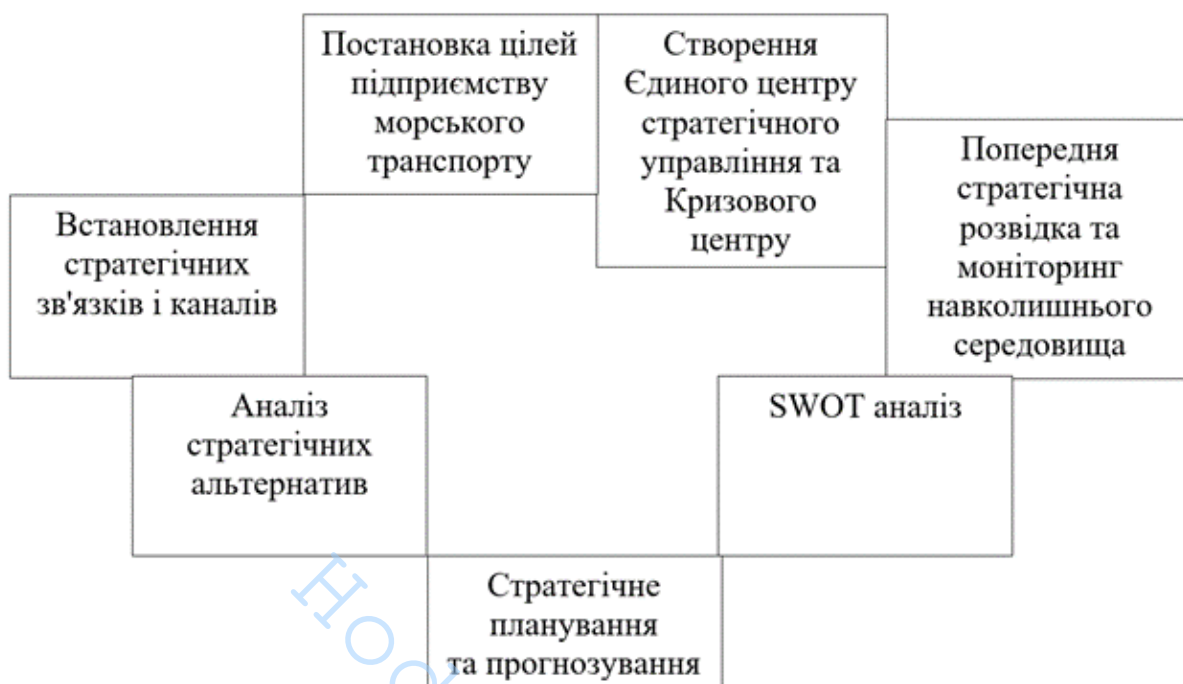 Постановка цілей
підприємству
морського
транспорту
Створення
Єдиного центру
стратегічного
управління та
Кризового
центру
Попередня
стратегічна
розвідка та
моніторинг
навколишнього
середовища
Встановлення
стратегічних
зв'язків і каналів
Аналіз
стратегічних
альтернатив
SWOT аналіз
Стратегічне
планування
та прогнозування